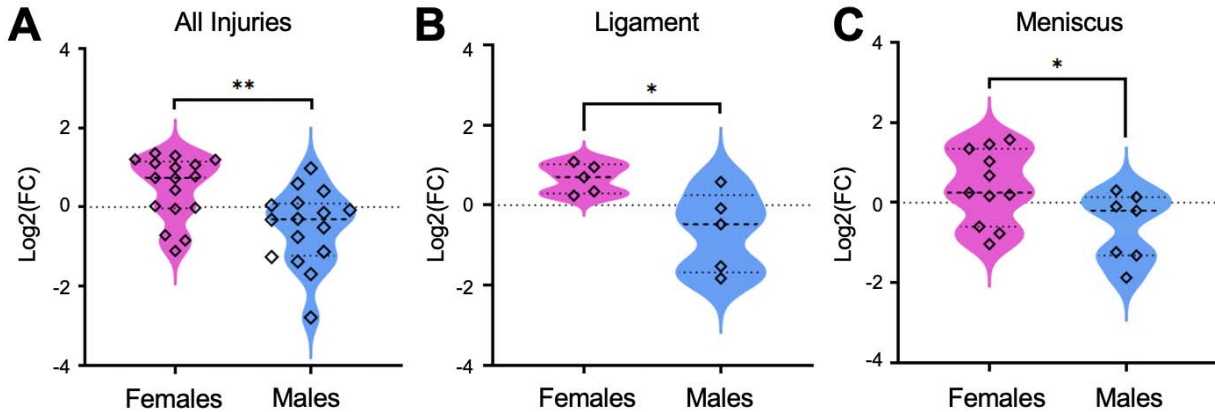 A
All Injuries
Log2(FC)
4
2
0
-2
-4
**
Females
Males
B
Ligament
Log2(FC)
4
2
0
-2
-4
*
Females
Males
C
Meniscus
Log2(FC)
4
2
0
-2
-4
*
Females
Males